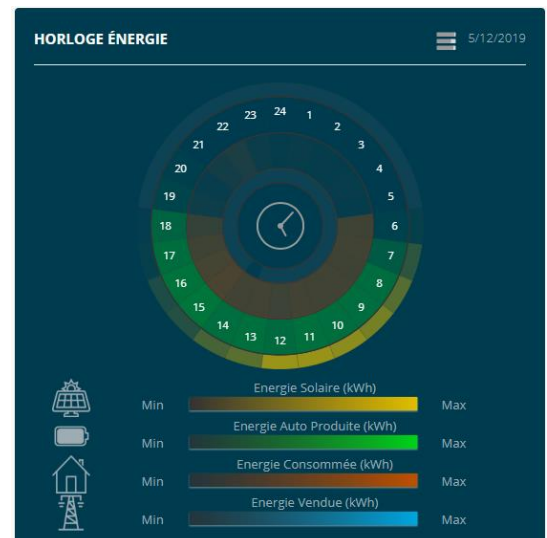 HORLOGE ÉNERGIE
5/12/2019
24
1
2
3
4
5
6
7
8
9
10
11
12
13
14
15
16
17
18
19
20
21
22
23
Energie Solaire (kWh)
Min Max
Energie Auto Produite (kWh)
Min Max
Energie Consommée (kWh)
Min Max
Energie Vendue (kWh)
Min Max